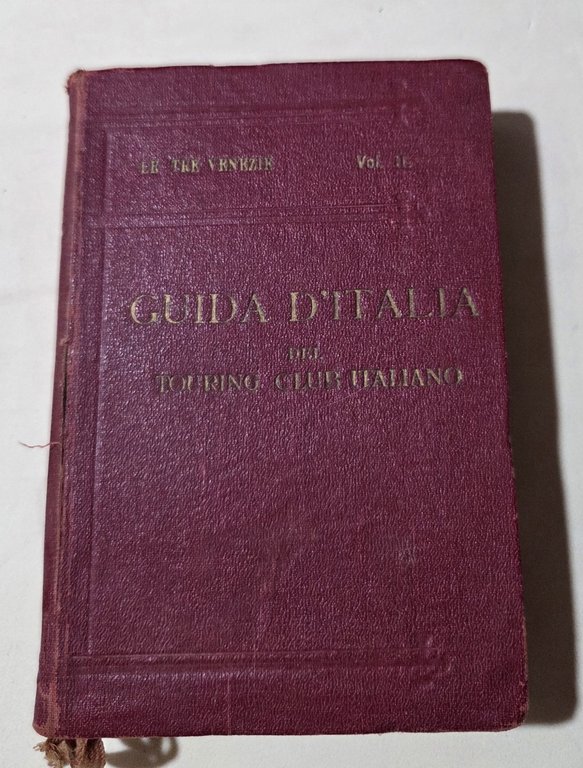 LE TRE VENEZIE Vol. II.
GUIDA D'ITALIA
DEL
TOURING CLUB ITALIANO